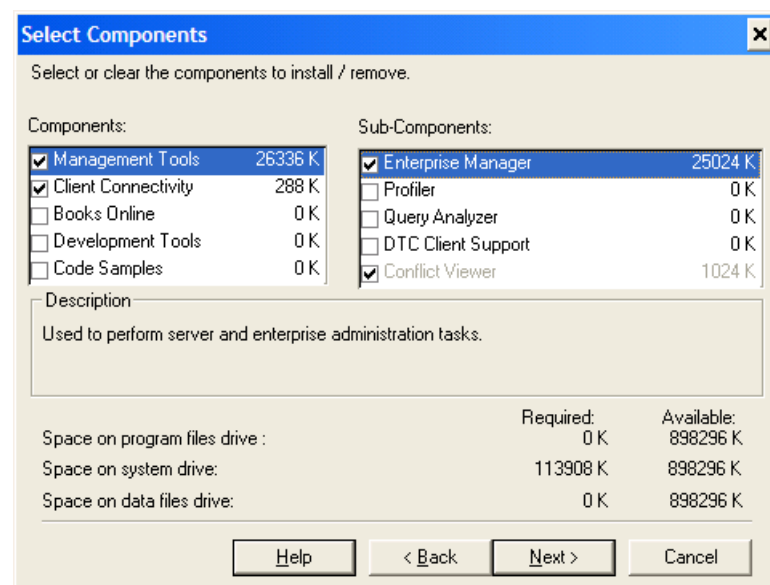 Select Components
Select or clear the components to install / remove.
Components:
Sub-Components:
Management Tools 26336 K
Client Connectivity 288 K
Books Online 0 K
Development Tools 0 K
Code Samples 0 K
Enterprise Manager 25024 K
Profiler 0 K
Query Analyzer 0 K
DTC Client Support 0 K
Conflict Viewer 1024 K
Description
Used to perform server and enterprise administration tasks.
Required: Available:
Space on program files drive : 0 K 898296 K
Space on system drive: 113908 K 898296 K
Space on data files drive: 0 K 898296 K
Help < Back Next > Cancel